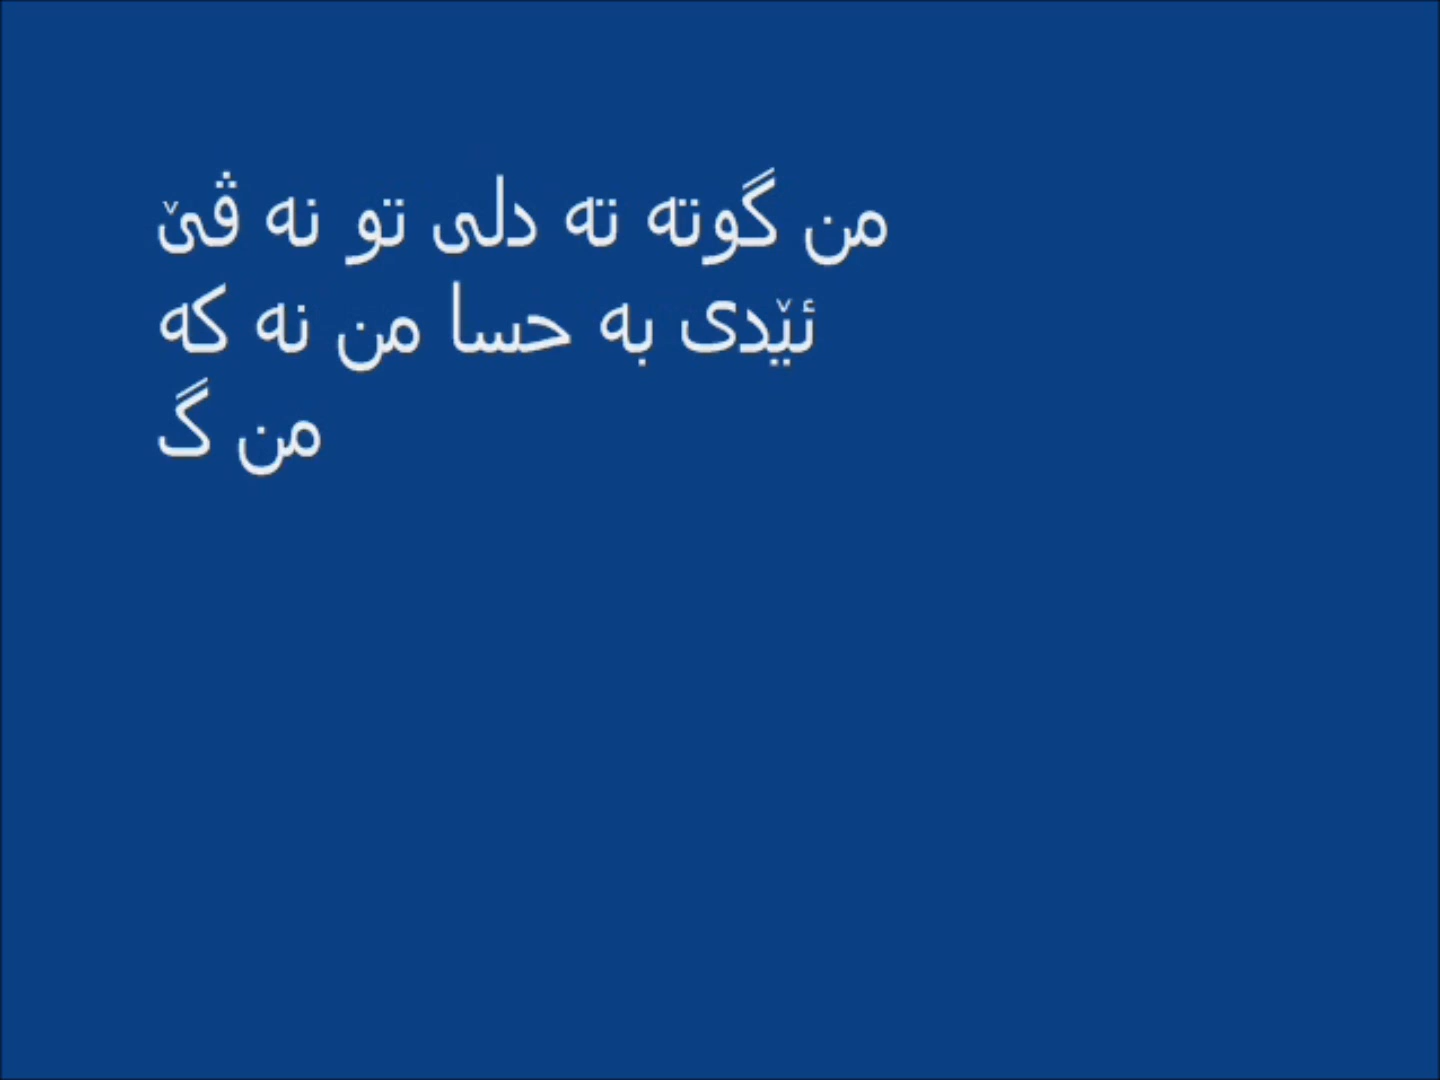 من گوته ته دلی تو نه ڤێ
ئێدی به حسا من نه که
من گ